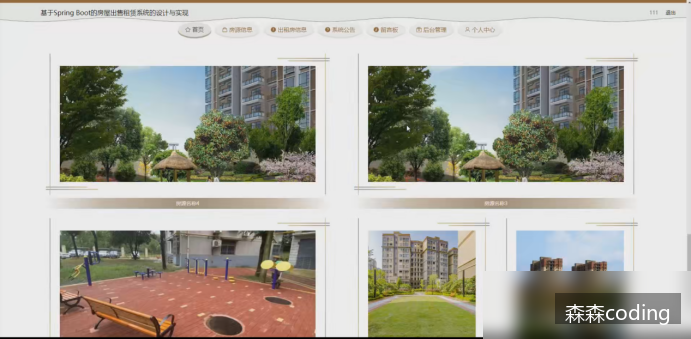 基于Spring Boot的房屋出售租赁系统的设计与实现
111 退出
首页 房源信息 出租房信息 系统公告 留言板 后台管理 个人中心
房源名称4 房源名称3
森森coding